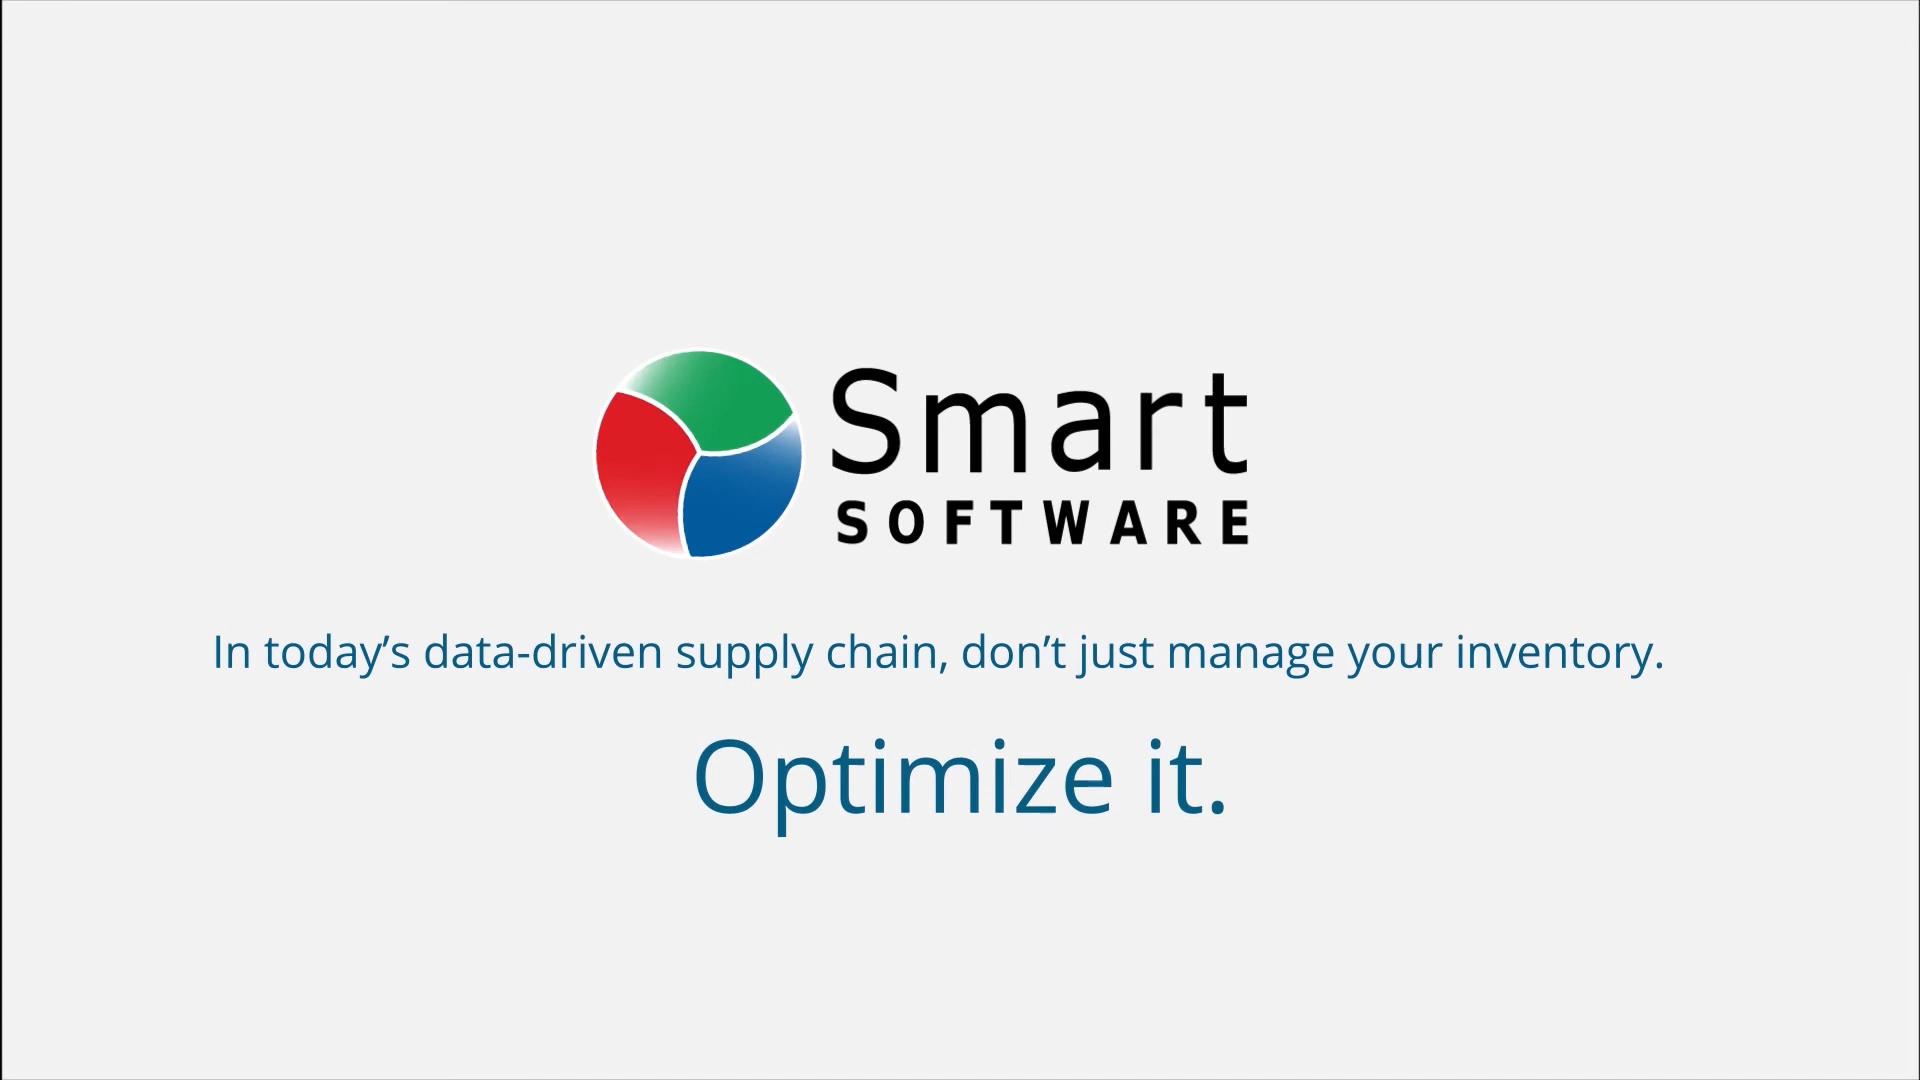 Smart
SOFTWARE
In today’s data-driven supply chain, don’t just manage your inventory.
Optimize it.